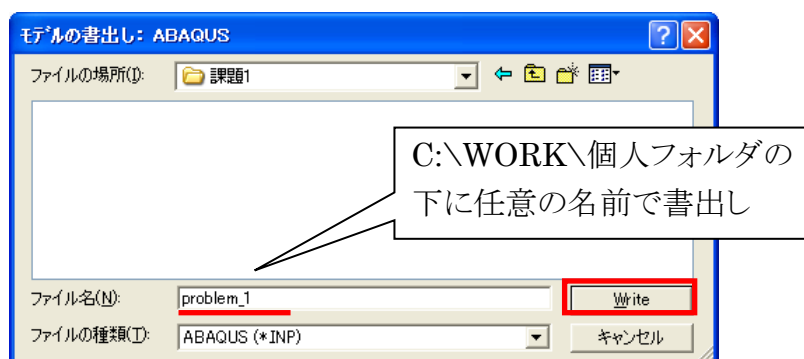 モデルの書出し: ABAQUS
ファイルの場所(I):
課題1
C:\WORK\個人フォルダの
下に任意の名前で書出し
ファイル名(N):
problem_1
Write
ファイルの種類(T):
ABAQUS (*INP)
キャンセル